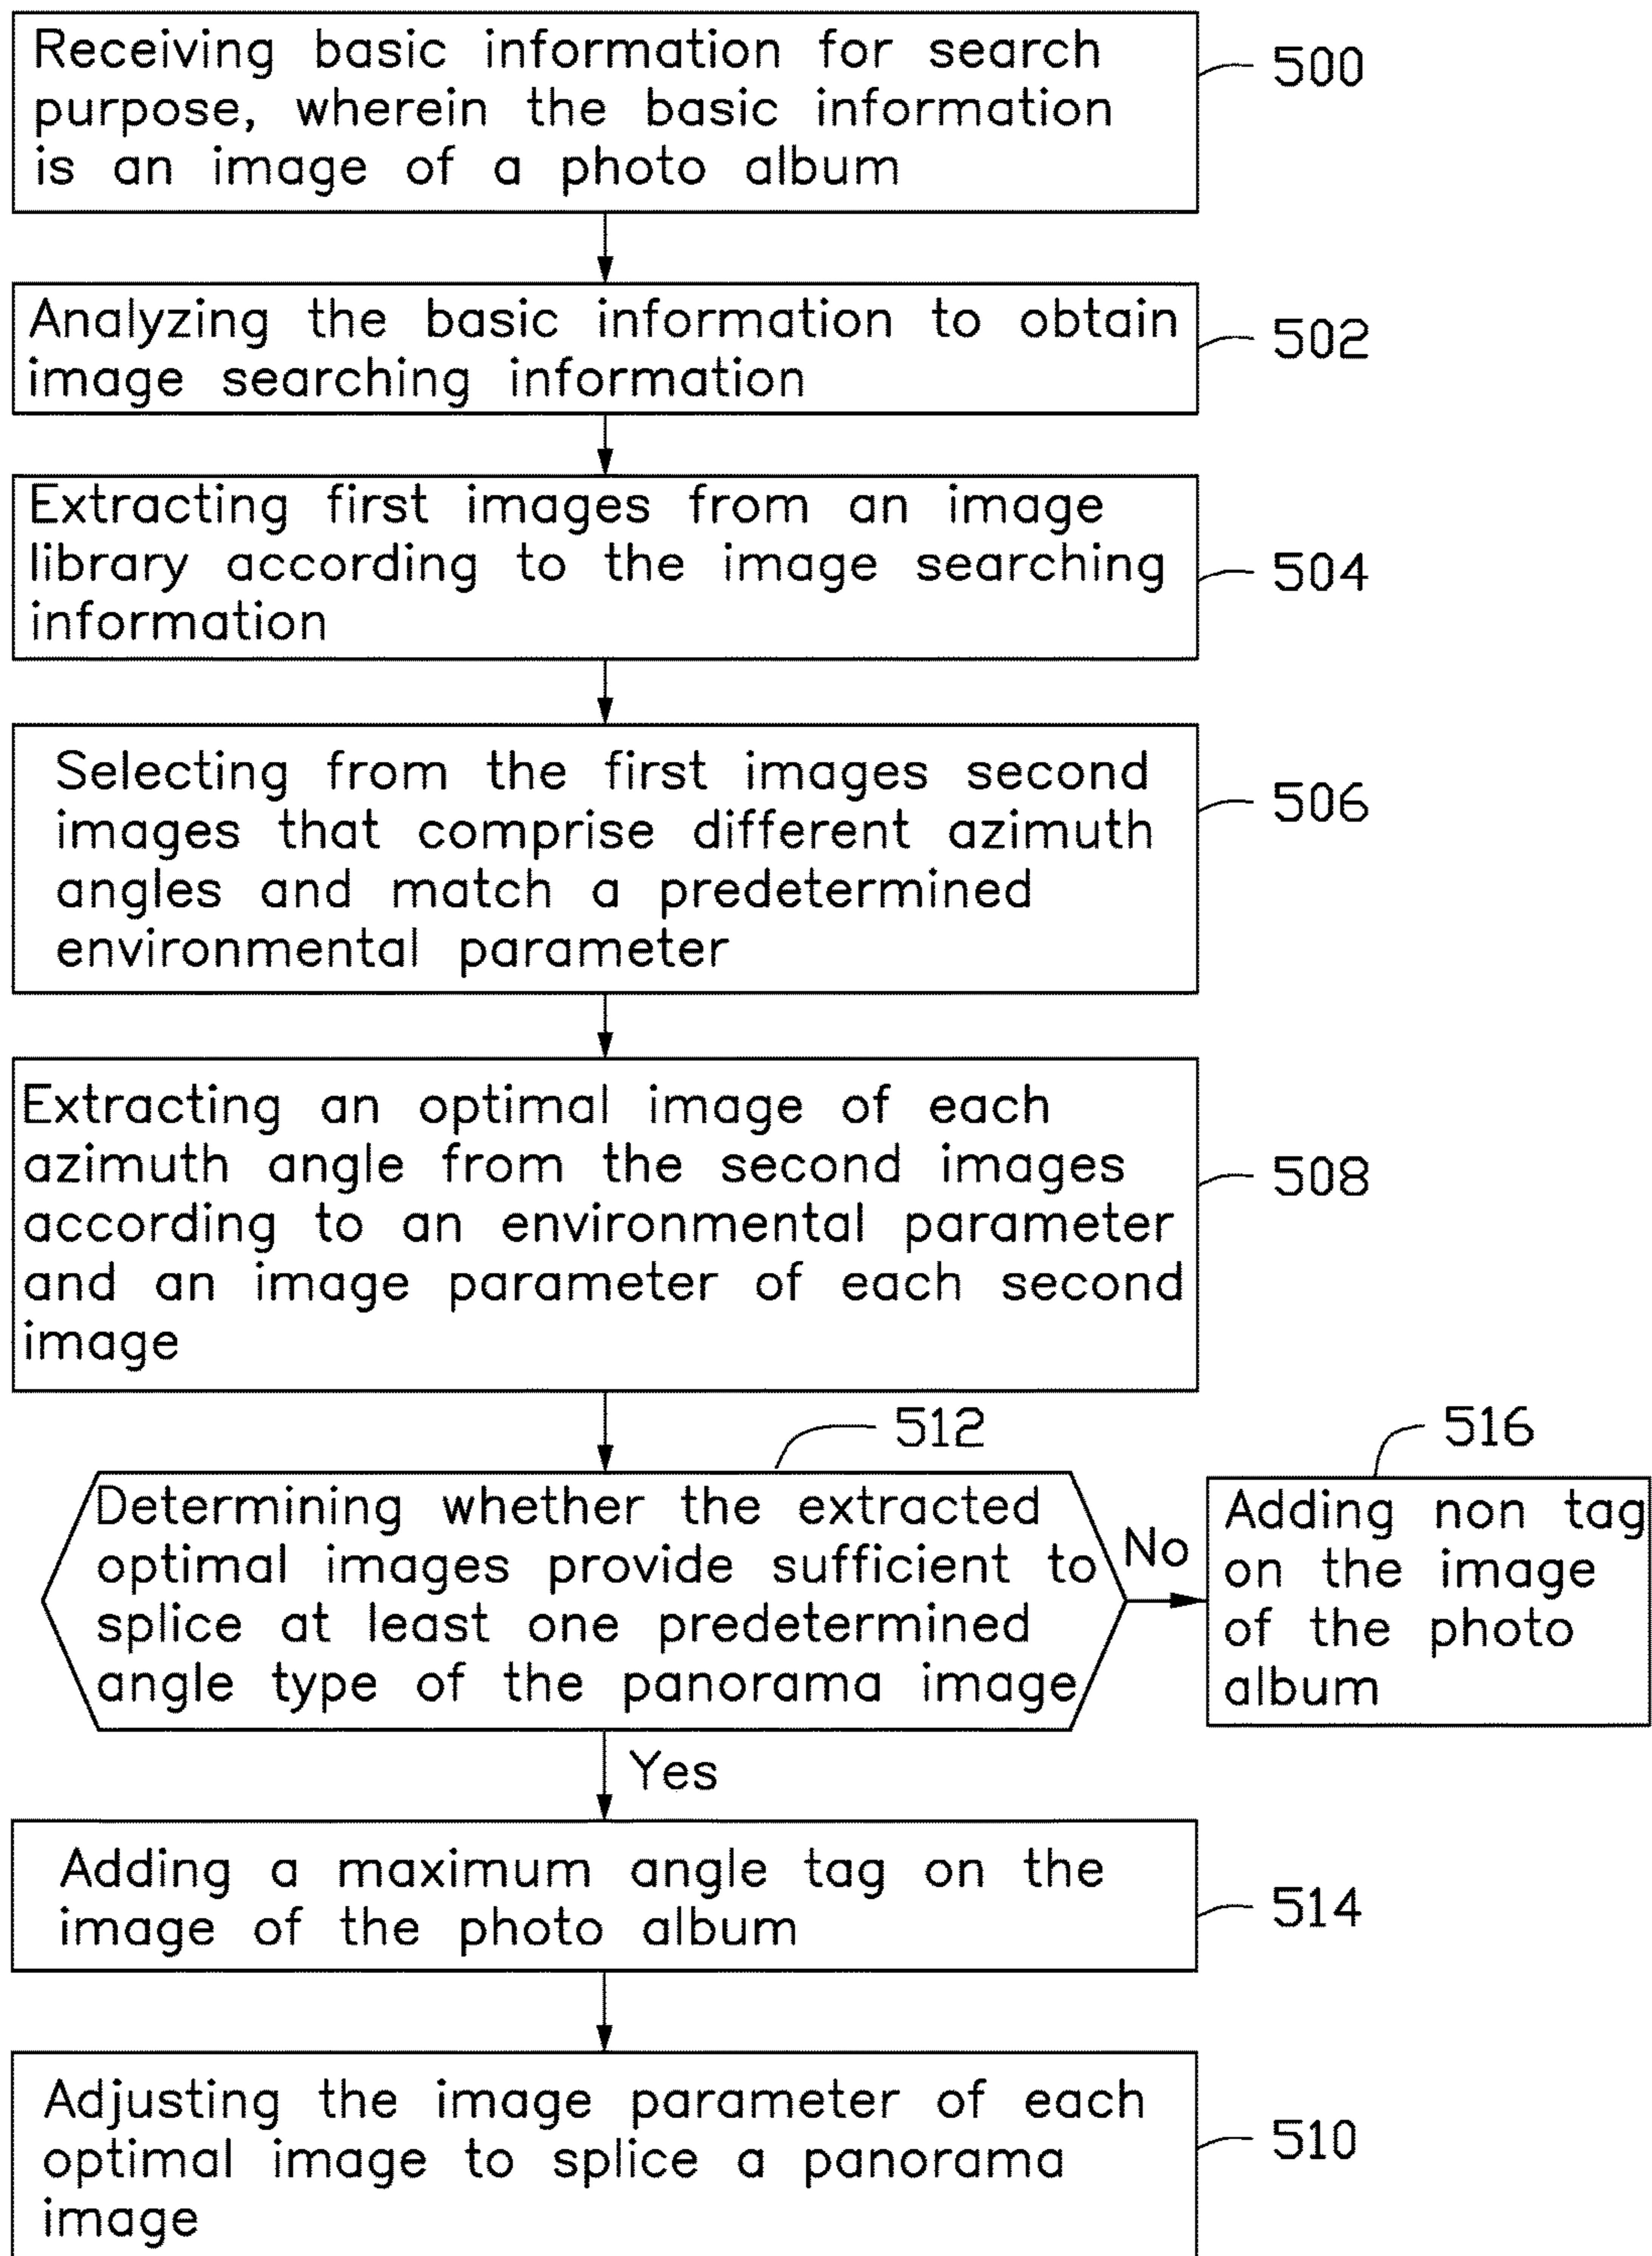 Receiving basic information for search
purpose, wherein the basic information
is an image of a photo album
500
Analyzing the basic information to obtain
image searching information
502
Extracting first images from an image
library according to the image searching
information
504
Selecting from the first images second
images that comprise different azimuth
angles and match a predetermined
environmental parameter
506
Extracting an optimal image of each
azimuth angle from the second images
according to an environmental parameter
and an image parameter of each second
image
508
512
Determining whether the extracted
optimal images provide sufficient to
splice at least one predetermined
angle type of the panorama image
No
516
Adding non tag
on the image
of the photo
album
Yes
Adding a maximum angle tag on the
image of the photo album
514
Adjusting the image parameter of each
optimal image to splice a panorama
image
510